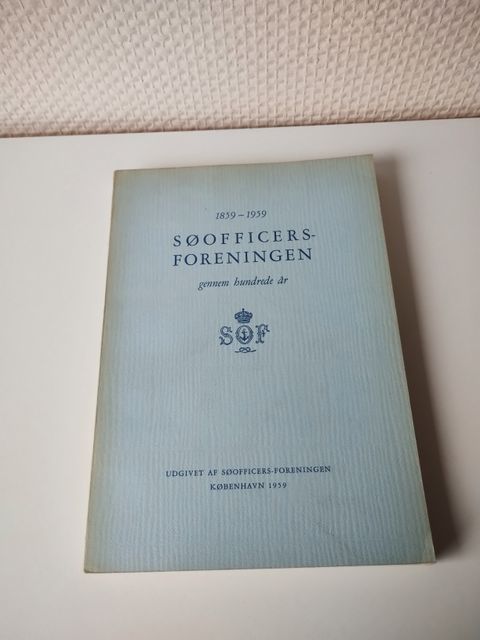 1859 – 1959
SØOFFICERS-
FORENINGEN
gennem hundrede år
SOF
UDGIVET AF SØOFFICERS-FORENINGEN
KØBENHAVN 1959